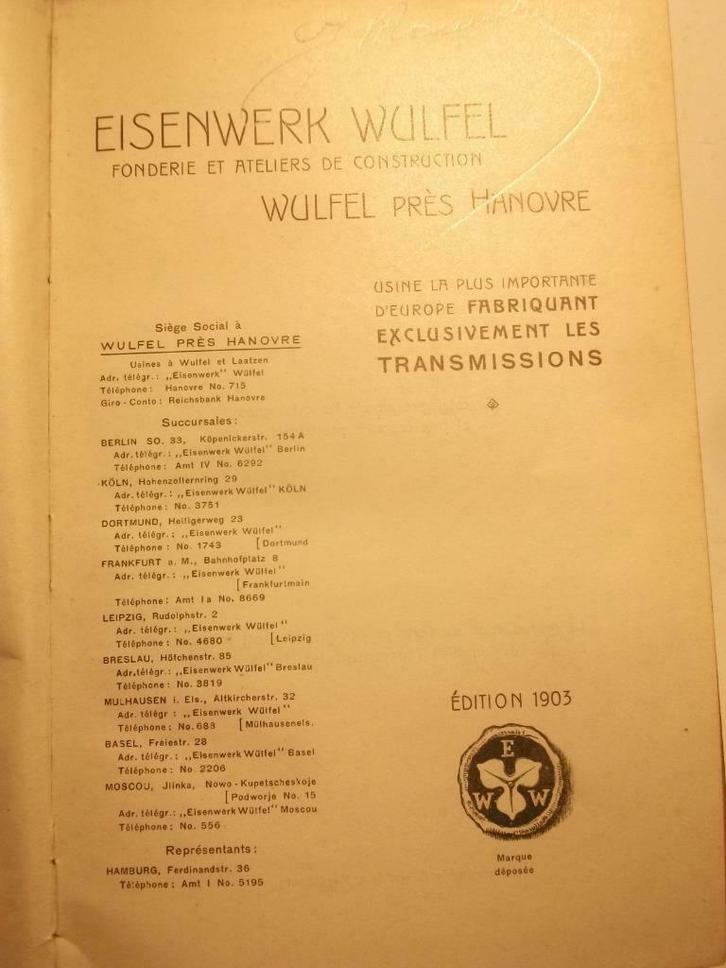 EISENWERK WULFEL
FONDERIE ET ATELIERS DE CONSTRUCTION
WULFEL PRÈS HANOVRE
USINE LA PLUS IMPORTANTE
D'EUROPE FABRIQUANT
EXCLUSIVEMENT LES
TRANSMISSIONS
Siège Social à
WULFEL PRÈS HANOVRE
Usines à Wulfel et Laatzen
Adr. télégr.: „Eisenwerk" Wülfel
Téléphone: Hanovre No. 715
Giro-Conto: Reichsbank Hanovre
Succursales:
BERLIN SO. 33, Köpenickerstr. 154 A
Adr. télégr.: „Eisenwerk Wülfel" Berlin
Téléphone: Amt IV No. 6292
KÖLN, Hohenzollernring 29
Adr. télégr.: „Eisenwerk Wülfel" KÖLN
Téléphone: No. 3751
DORTMUND, Heiligerweg 23
Adr. télégr.: „Eisenwerk Wülfel"
Téléphone: No. 1743 [Dortmund
FRANKFURT a. M., Bahnhofplatz 8
Adr. télégr.: „Eisenwerk Wülfel"
[Frankfurtmain
Téléphone: Amt Ia No. 8669
LEIPZIG, Rudolphstr. 2
Adr. télégr.: „Eisenwerk Wülfel"
Téléphone: No. 4680 [Leipzig
BRESLAU, Höfchenstr. 85
Adr. télégr.: „Eisenwerk Wülfel" Breslau
Téléphone: No. 3819
MULHAUSEN i. Els., Altkircherstr. 32
Adr. télégr: „Eisenwerk Wülfel"
Téléphone: No. 688 [Mülhausenels.
BASEL, Freiestr. 28
Adr. télégr.: „Eisenwerk Wülfel" Basel
Téléphone: No. 2206
MOSCOU, Jlinka, Nowo-Kupetscheskoje
[Podworje No. 15
Adr. télégr.: „Eisenwerk Wülfel" Moscou
Téléphone: No. 556
Représentants:
HAMBURG, Ferdinandstr. 36
Téléphone: Amt I No. 5195
ÉDITION 1903
E
W W
Marque
déposée